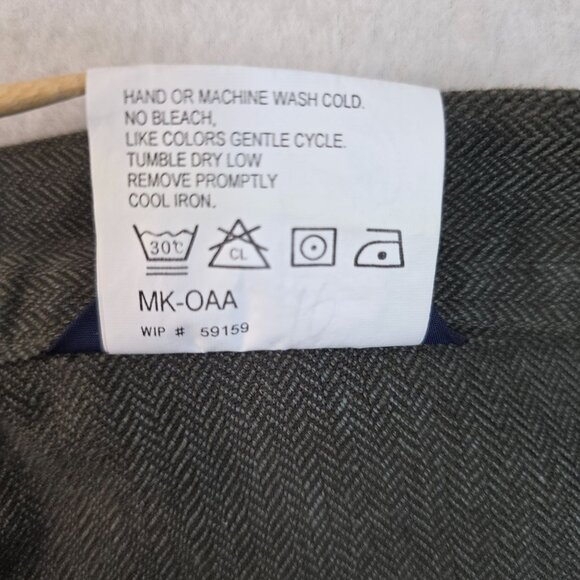 HAND OR MACHINE WASH COLD.
NO BLEACH,
LIKE COLORS GENTLE CYCLE.
TUMBLE DRY LOW
REMOVE PROMPTLY
COOL IRON.
30°C CL
MK-OAA
WIP # 59159